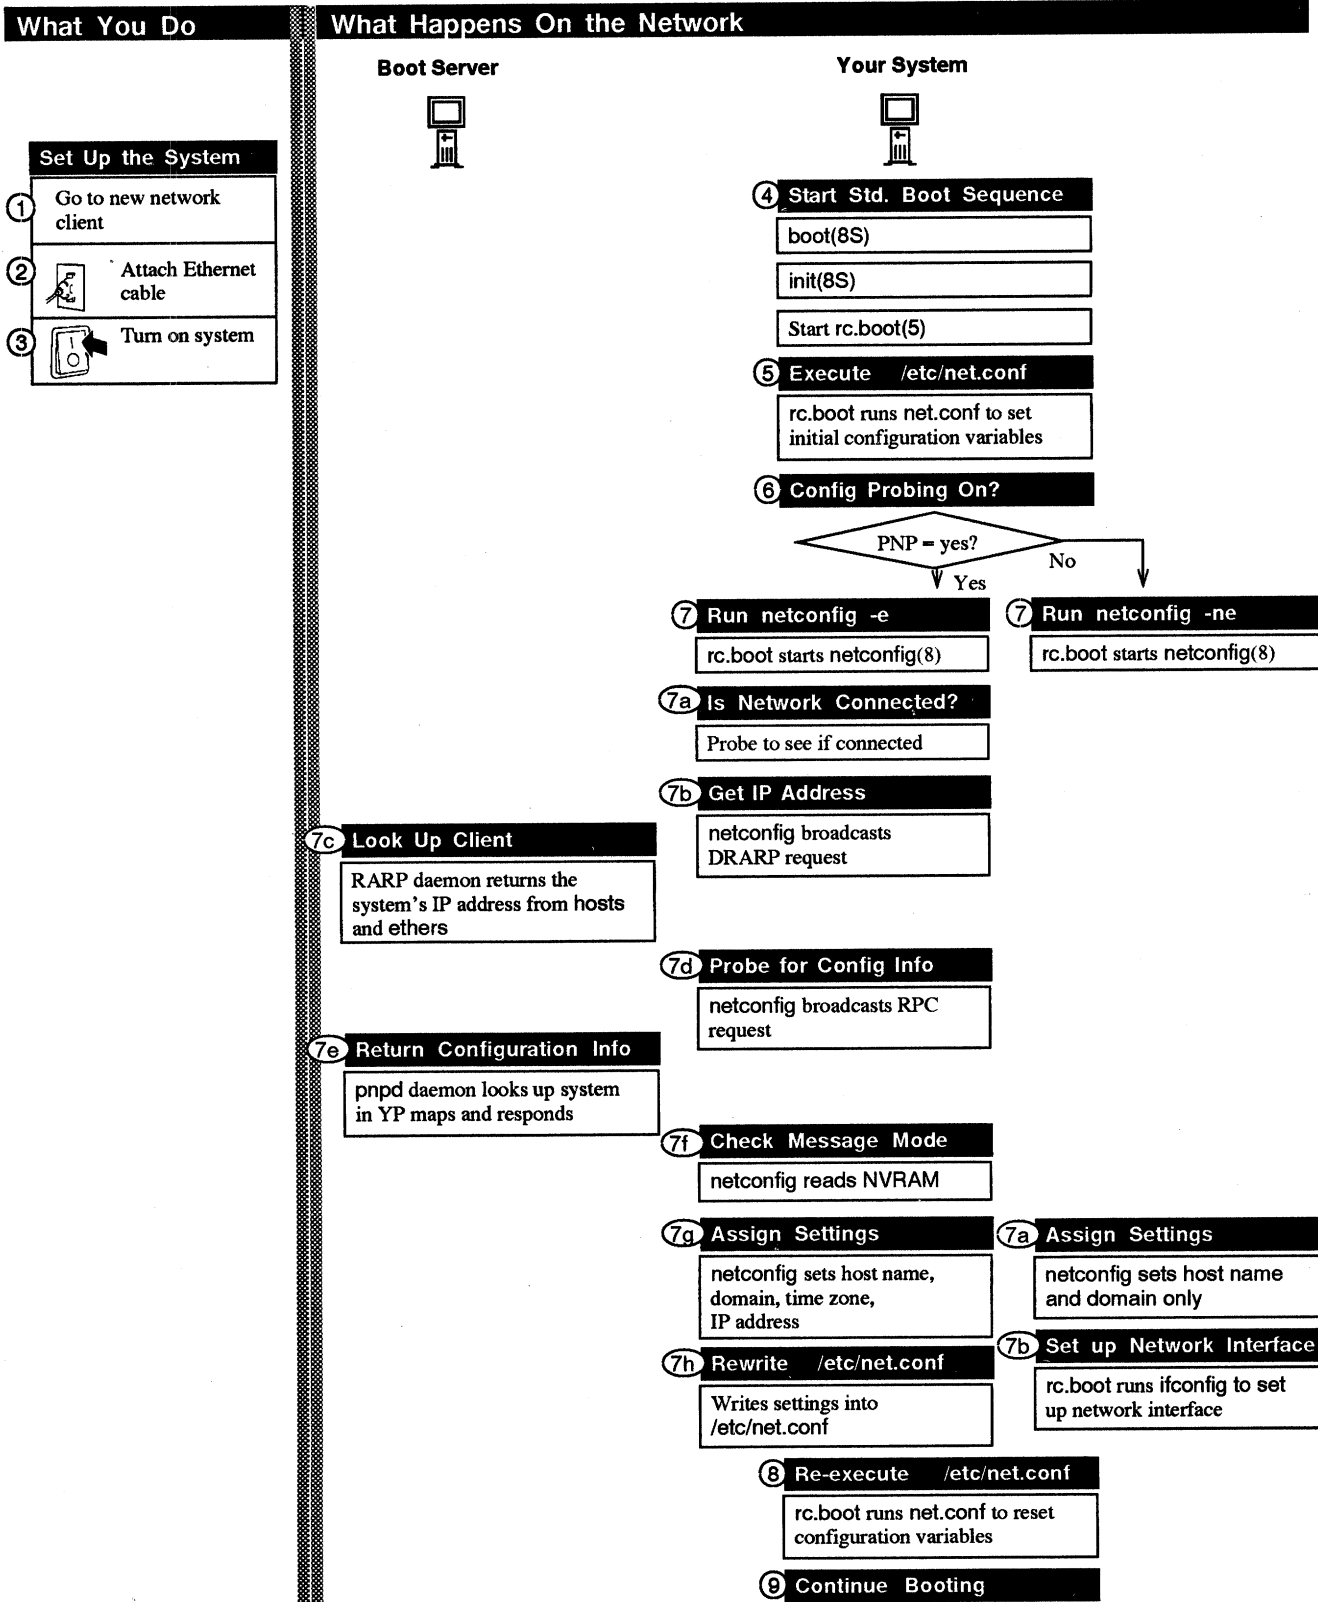 What You Do
What Happens On the Network
Boot Server
Your System
Set Up the System
1
Go to new network
client
2
Attach Ethernet
cable
3
Turn on system
4 Start Std. Boot Sequence
boot(8S)
init(8S)
Start rc.boot(5)
5 Execute /etc/net.conf
rc.boot runs net.conf to set
initial configuration variables
6 Config Probing On?
PNP = yes?
No
Yes
7 Run netconfig -e
rc.boot starts netconfig(8)
7 Run netconfig -ne
rc.boot starts netconfig(8)
7a Is Network Connected?
Probe to see if connected
7b Get IP Address
netconfig broadcasts
DRARP request
7c Look Up Client
RARP daemon returns the
system's IP address from hosts
and ethers
7d Probe for Config Info
netconfig broadcasts RPC
request
7e Return Configuration Info
pnpd daemon looks up system
in YP maps and responds
7f Check Message Mode
netconfig reads NVRAM
7g Assign Settings
netconfig sets host name,
domain, time zone,
IP address
7a Assign Settings
netconfig sets host name
and domain only
7h Rewrite /etc/net.conf
Writes settings into
/etc/net.conf
7b Set up Network Interface
rc.boot runs ifconfig to set
up network interface
8 Re-execute /etc/net.conf
rc.boot runs net.conf to reset
configuration variables
9 Continue Booting